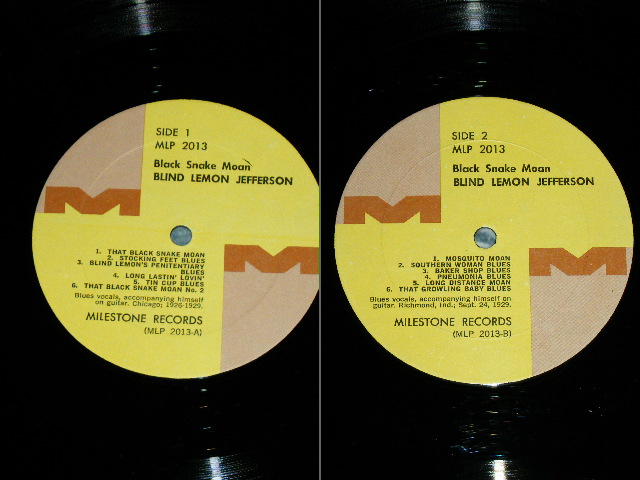 SIDE 1
MLP 2013
Black Snake Moan
BLIND LEMON JEFFERSON
1. THAT BLACK SNAKE MOAN
2. STOCKING FEET BLUES
3. BLIND LEMON'S PENITENTIARY
BLUES
4. LONG LASTIN' LOVIN'
5. TIN CUP BLUES
6. THAT BLACK SNAKE MOAN No. 2
Blues vocals, accompanying himself
on guitar. Chicago; 1926-1929.
MILESTONE RECORDS
(MLP 2013-A)
SIDE 2
MLP 2013
Black Snake Moan
BLIND LEMON JEFFERSON
1. MOSQUITO MOAN
2. SOUTHERN WOMAN BLUES
3. BAKER SHOP BLUES
4. PNEUMONIA BLUES
5. LONG DISTANCE MOAN
6. THAT GROWLING BABY BLUES
Blues vocals, accompanying himself on
guitar. Richmond, Ind.; Sept. 24, 1929.
MILESTONE RECORDS
(MLP 2013-B)